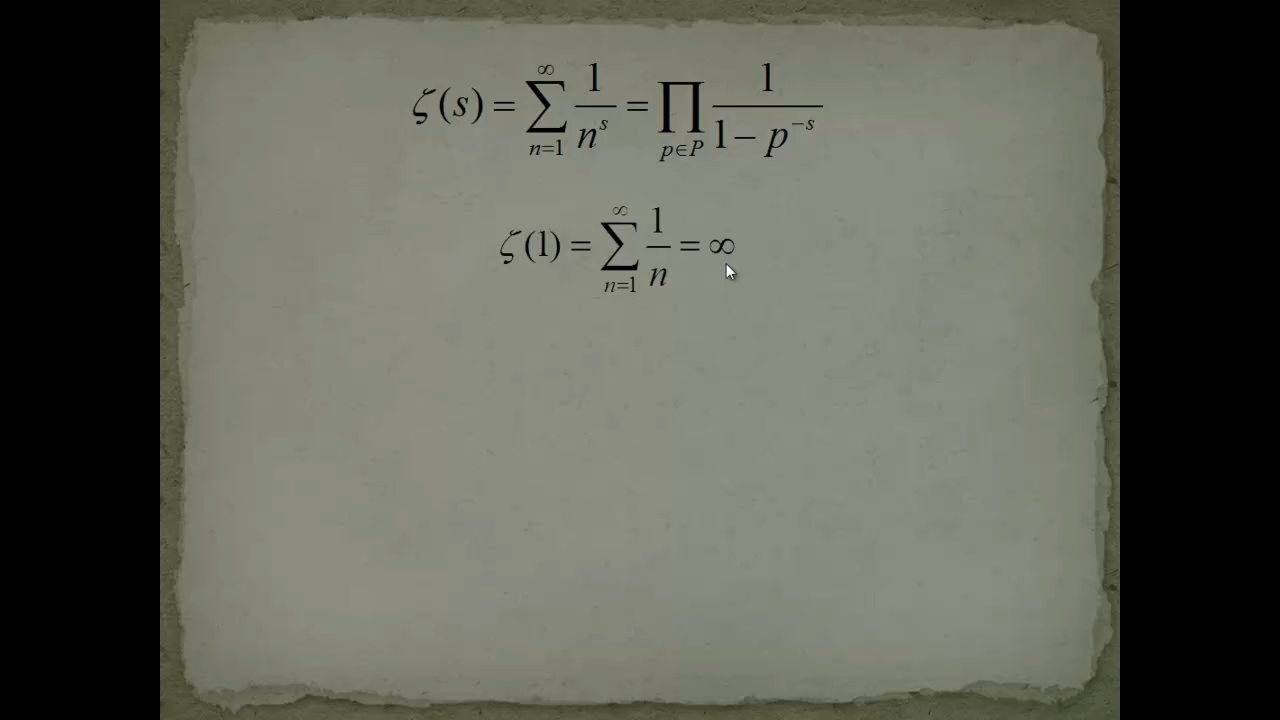 ζ(s) = ∑_{n=1}^{∞} 1/n^s = ∏_{p∈P} 1/(1−p^{−s})
ζ(1) = ∑_{n=1}^{∞} 1/n = ∞